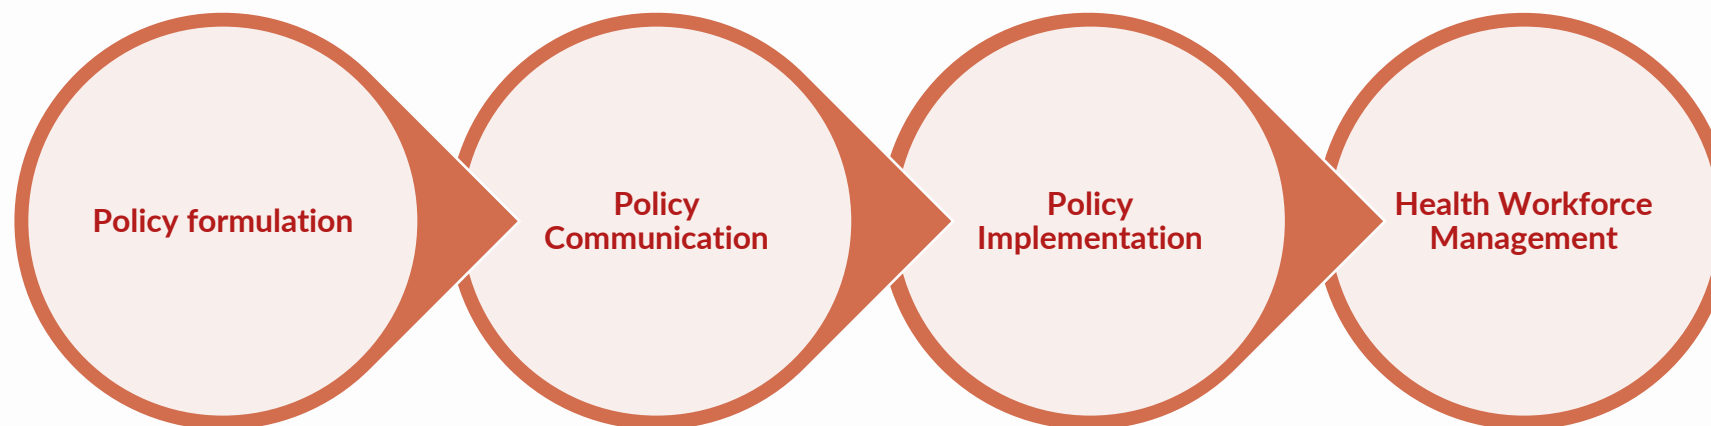 Policy formulation
Policy
Communication
Policy
Implementation
Health Workforce
Management